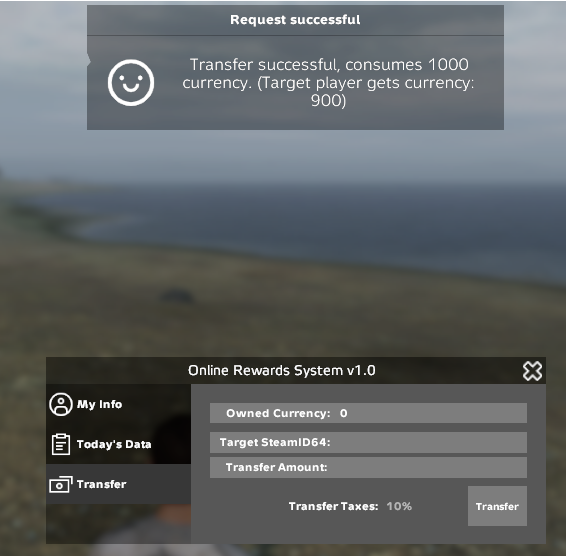 Request successful
Transfer successful, consumes 1000
currency. (Target player gets currency:
900)
Online Rewards System v1.0
My Info
Owned Currency: 0
Today's Data
Target SteamID64:
Transfer Amount:
Transfer
Transfer Taxes: 10%
Transfer